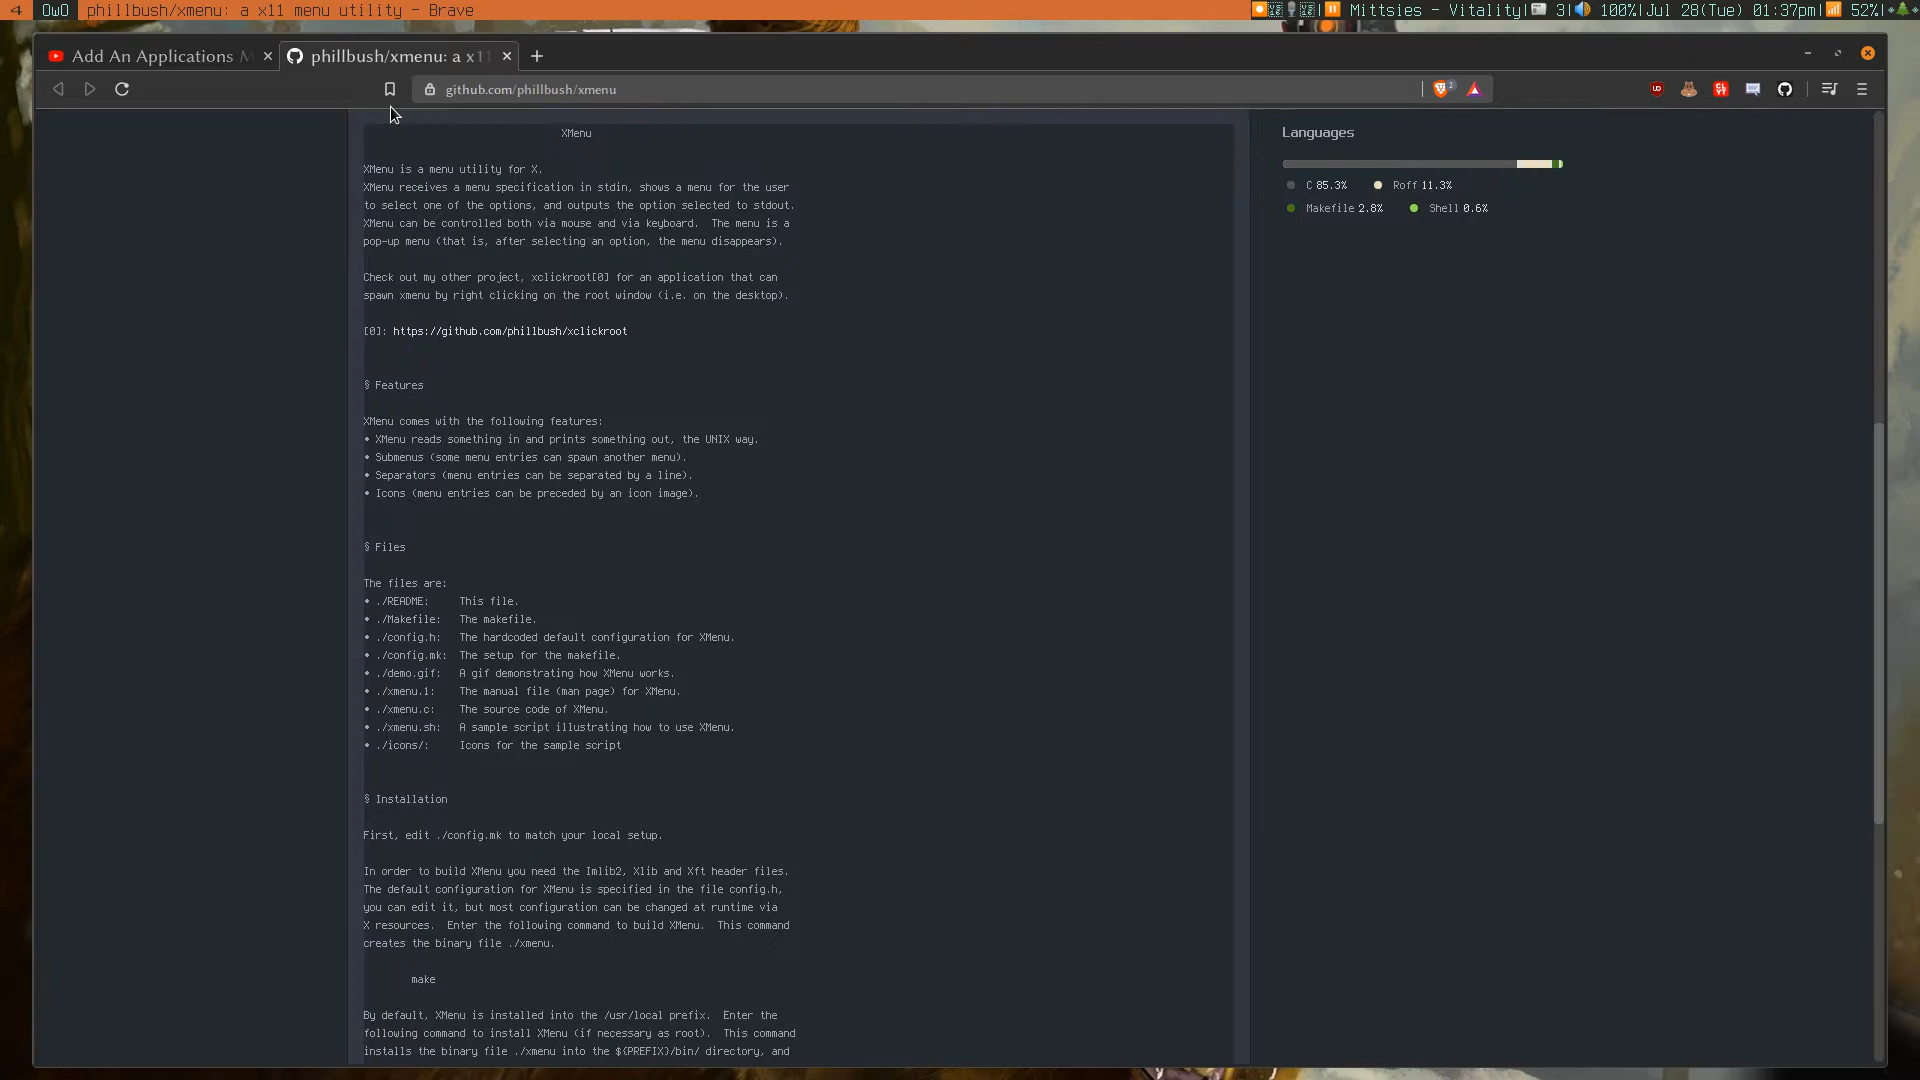 4 OwO phillbush/xmenu: a x11 menu utility - Brave
Mittsies - Vitality| 3| 100%|Jul 28(Tue) 01:37pm| 52%|
Add An Applications M
phillbush/xmenu: a x11
github.com/phillbush/xmenu
2
XMenu
XMenu is a menu utility for X.
XMenu receives a menu specification in stdin, shows a menu for the user
to select one of the options, and outputs the option selected to stdout.
XMenu can be controlled both via mouse and via keyboard. The menu is a
pop-up menu (that is, after selecting an option, the menu disappears).
Check out my other project, xclickroot[0] for an application that can
spawn xmenu by right clicking on the root window (i.e. on the desktop).
[0]: https://github.com/phillbush/xclickroot
§ Features
XMenu comes with the following features:
• XMenu reads something in and prints something out, the UNIX way.
• Submenus (some menu entries can spawn another menu).
• Separators (menu entries can be separated by a line).
• Icons (menu entries can be preceded by an icon image).
§ Files
The files are:
• ./README: This file.
• ./Makefile: The makefile.
• ./config.h: The hardcoded default configuration for XMenu.
• ./config.mk: The setup for the makefile.
• ./demo.gif: A gif demonstrating how XMenu works.
• ./xmenu.1: The manual file (man page) for XMenu.
• ./xmenu.c: The source code of XMenu.
• ./xmenu.sh: A sample script illustrating how to use XMenu.
• ./icons/: Icons for the sample script
§ Installation
First, edit ./config.mk to match your local setup.
In order to build XMenu you need the Imlib2, Xlib and Xft header files.
The default configuration for XMenu is specified in the file config.h,
you can edit it, but most configuration can be changed at runtime via
X resources. Enter the following command to build XMenu. This command
creates the binary file ./xmenu.
make
By default, XMenu is installed into the /usr/local prefix. Enter the
following command to install XMenu (if necessary as root). This command
installs the binary file ./xmenu into the ${PREFIX}/bin/ directory, and
Languages
C 85.3% Roff 11.3%
Makefile 2.8% Shell 0.6%